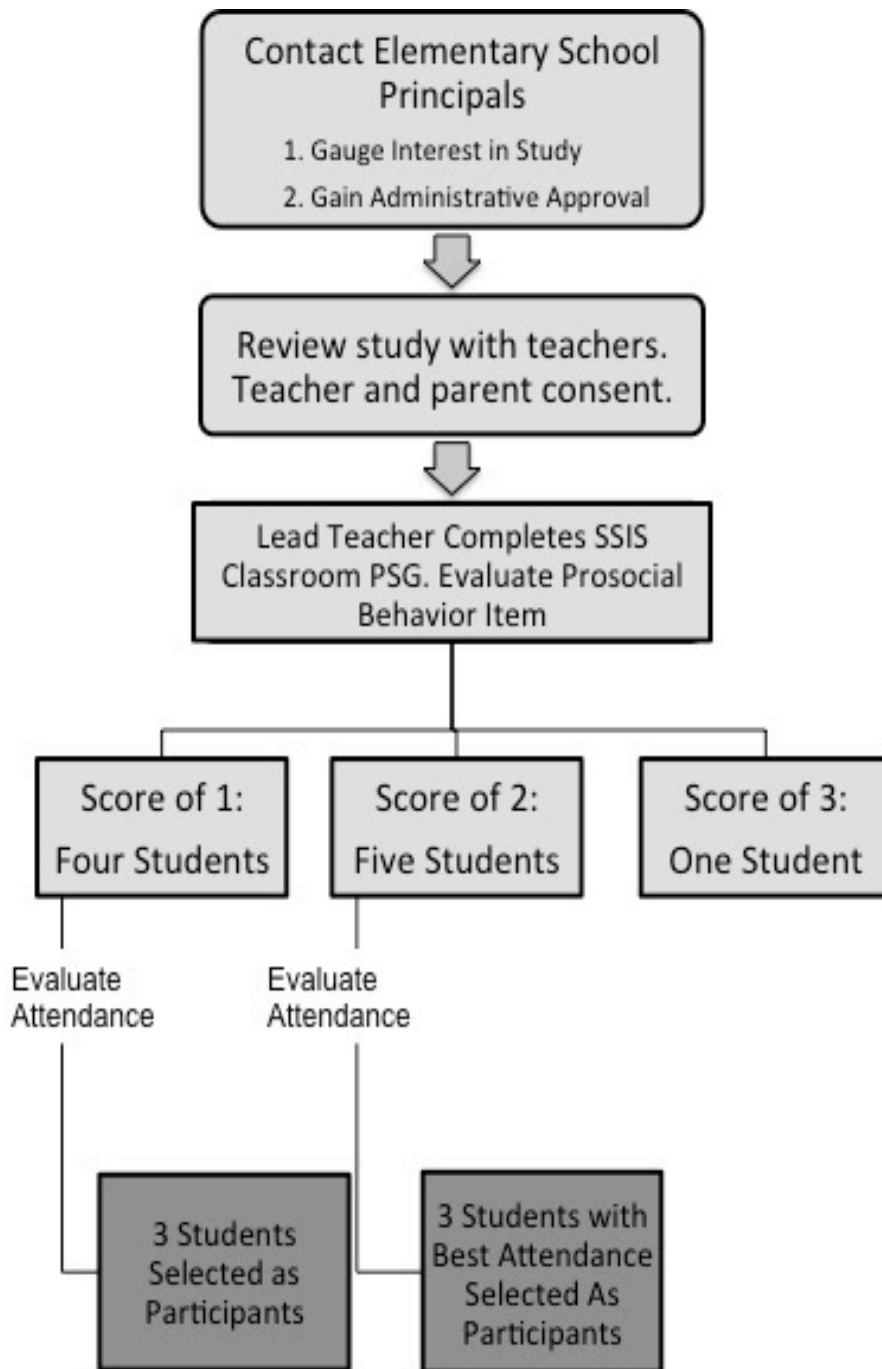 Contact Elementary School
Principals
1. Gauge Interest in Study
2. Gain Administrative Approval
Review study with teachers.
Teacher and parent consent.
Lead Teacher Completes SSIS
Classroom PSG. Evaluate Prosocial
Behavior Item
Score of 1:
Four Students
Score of 2:
Five Students
Score of 3:
One Student
Evaluate
Attendance
Evaluate
Attendance
3 Students
Selected as
Participants
3 Students with
Best Attendance
Selected As
Participants